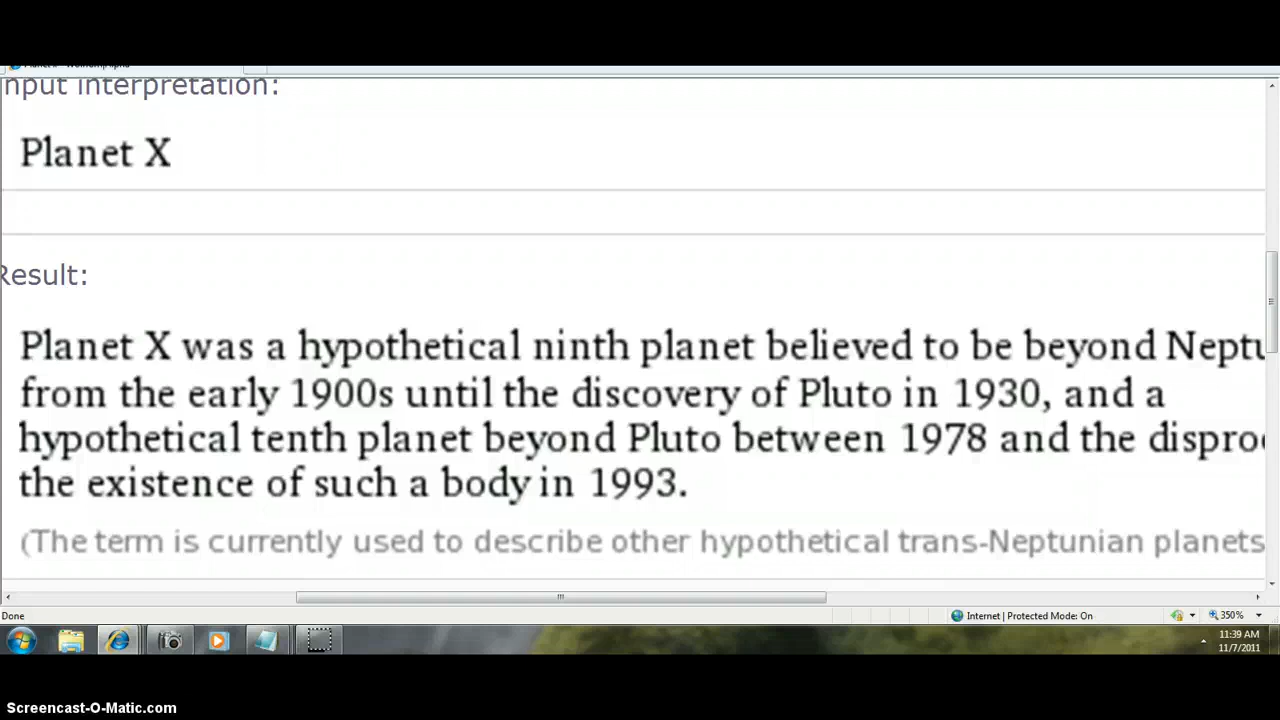 nput interpretation:
Planet X
Result:
Planet X was a hypothetical ninth planet believed to be beyond Neptu
from the early 1900s until the discovery of Pluto in 1930, and a
hypothetical tenth planet beyond Pluto between 1978 and the dispro
the existence of such a body in 1993.
(The term is currently used to describe other hypothetical trans-Neptunian planets
Done
Internet | Protected Mode: On
350%
11:39 AM
11/7/2011
Screencast-O-Matic.com